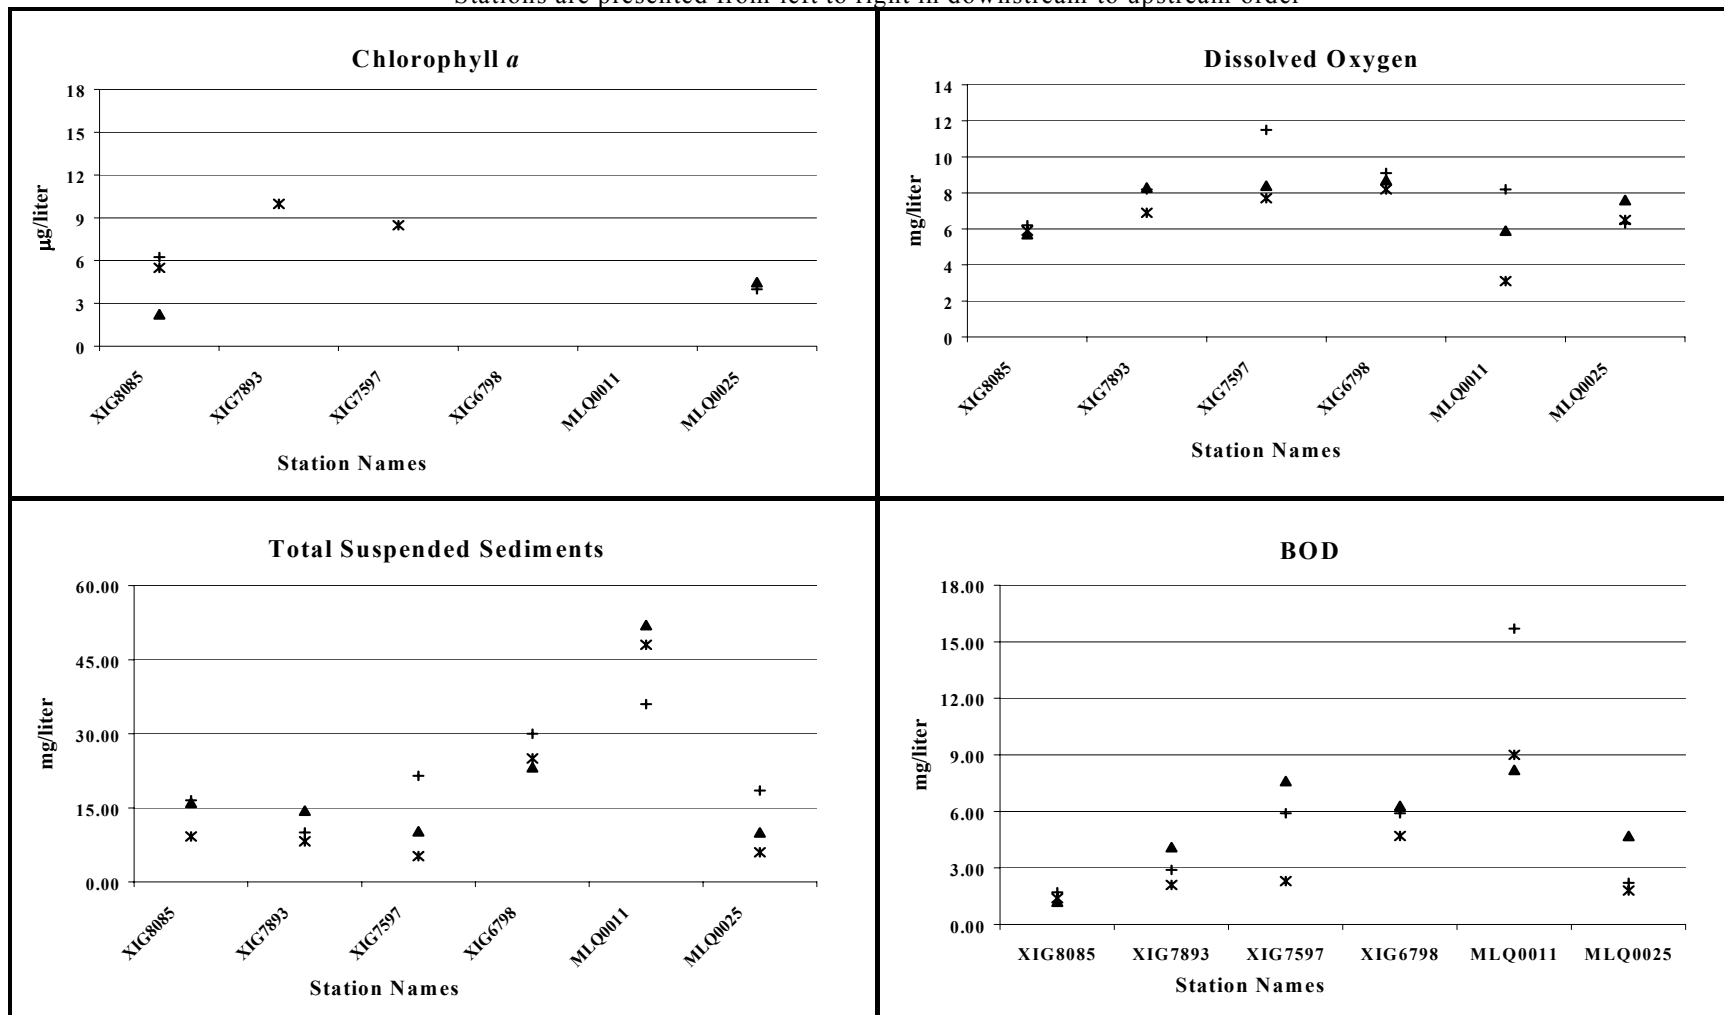 Stations are presented from left to right in downstream to upstream order
Chlorophyll a
18
15
12
9
6
3
0
µg/liter
XIG8085
XIG7893
XIG7597
XIG6798
MLQ0011
MLQ0025
Station Names
Dissolved Oxygen
14
12
10
8
6
4
2
0
mg/liter
XIG8085
XIG7893
XIG7597
XIG6798
MLQ0011
MLQ0025
Station Names
Total Suspended Sediments
60.00
45.00
30.00
15.00
0.00
mg/liter
XIG8085
XIG7893
XIG7597
XIG6798
MLQ0011
MLQ0025
Station Names
BOD
18.00
15.00
12.00
9.00
6.00
3.00
0.00
mg/liter
XIG8085 XIG7893 XIG7597 XIG6798 MLQ0011 MLQ0025
Station Names